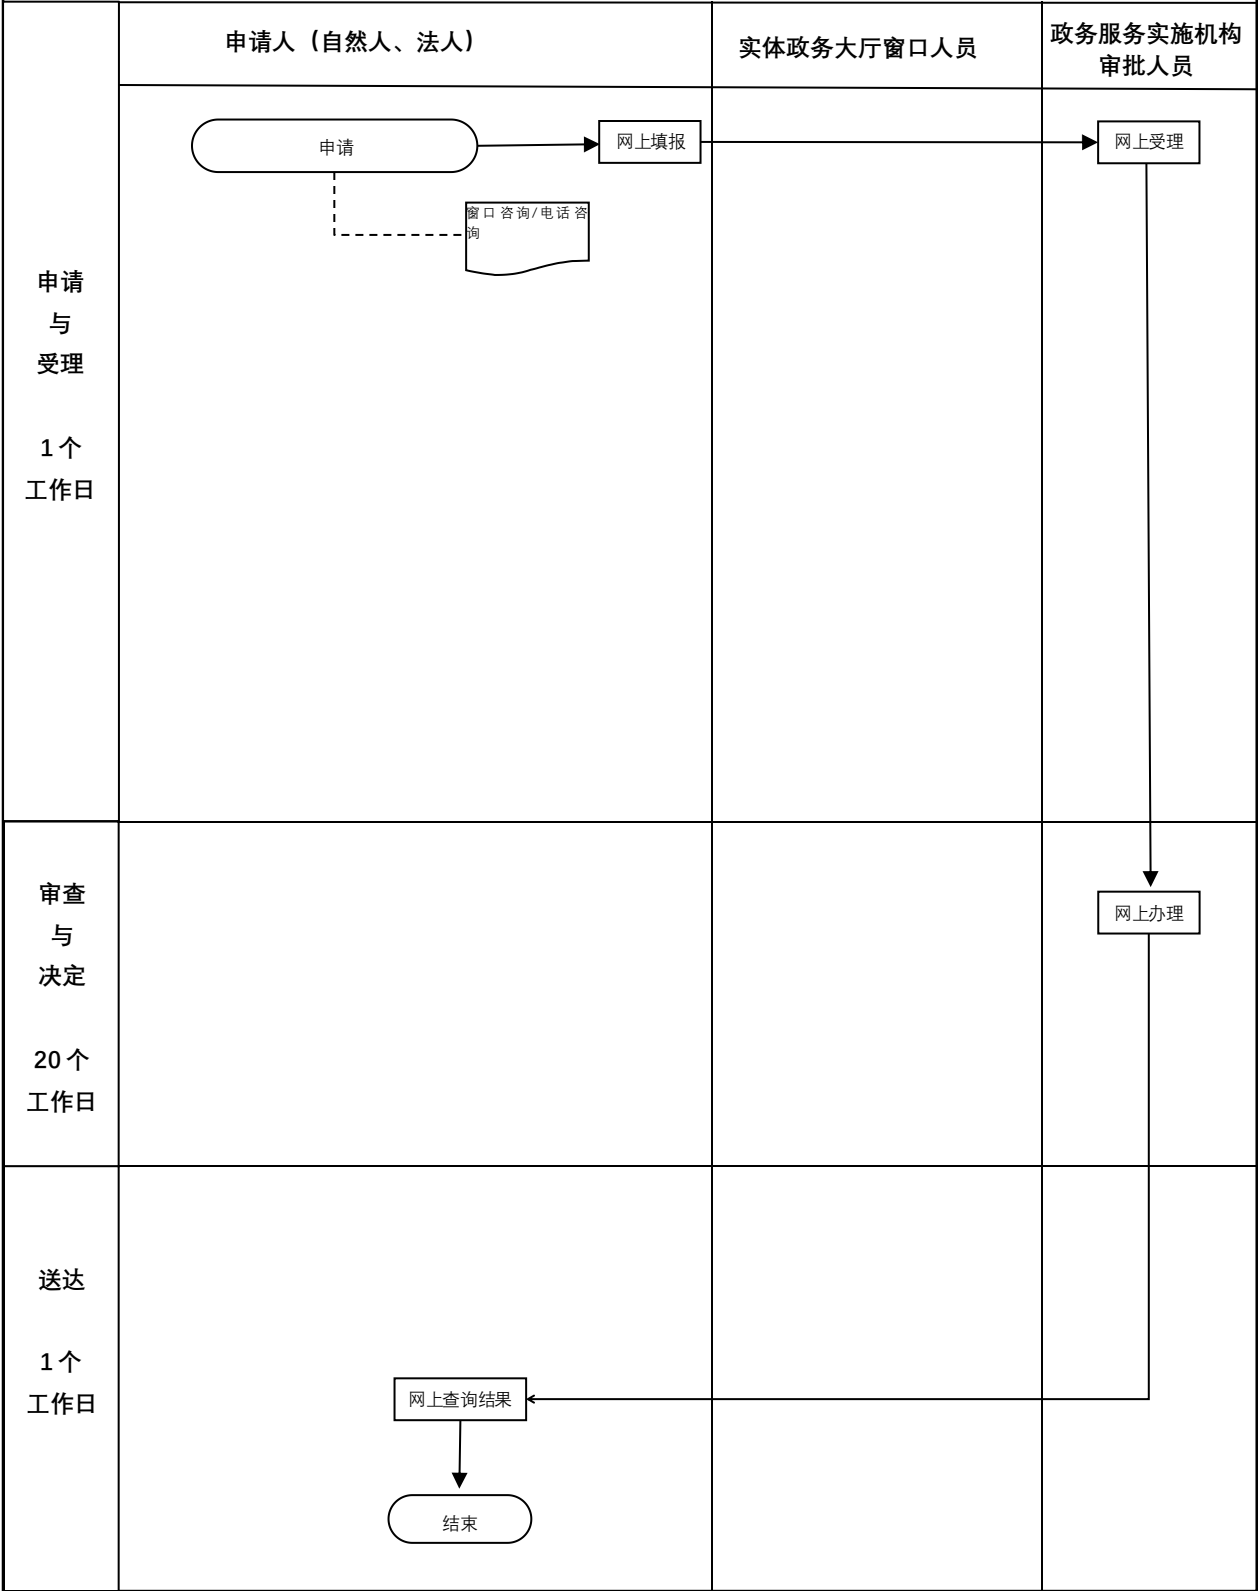 申请人（自然人、法人）
实体政务大厅窗口人员
政务服务实施机构
审批人员
申请
与
受理
1个
工作日
申请
网上填报
网上受理
窗口咨询/电话咨
询
审查
与
决定
20个
工作日
网上办理
送达
1个
工作日
网上查询结果
结束